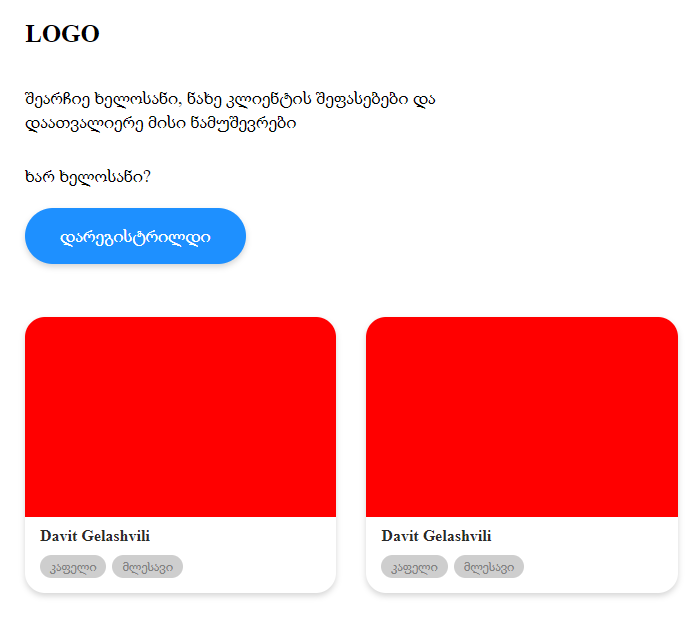 LOGO
შეარჩიე ხელოსანი, ნახე კლიენტის შეფასებები და
დაათვალიერე მისი ნამუშევრები
ხარ ხელოსანი?
დარეგისტრილდი
Davit Gelashvili
კაფელი მლესავი
Davit Gelashvili
კაფელი მლესავი